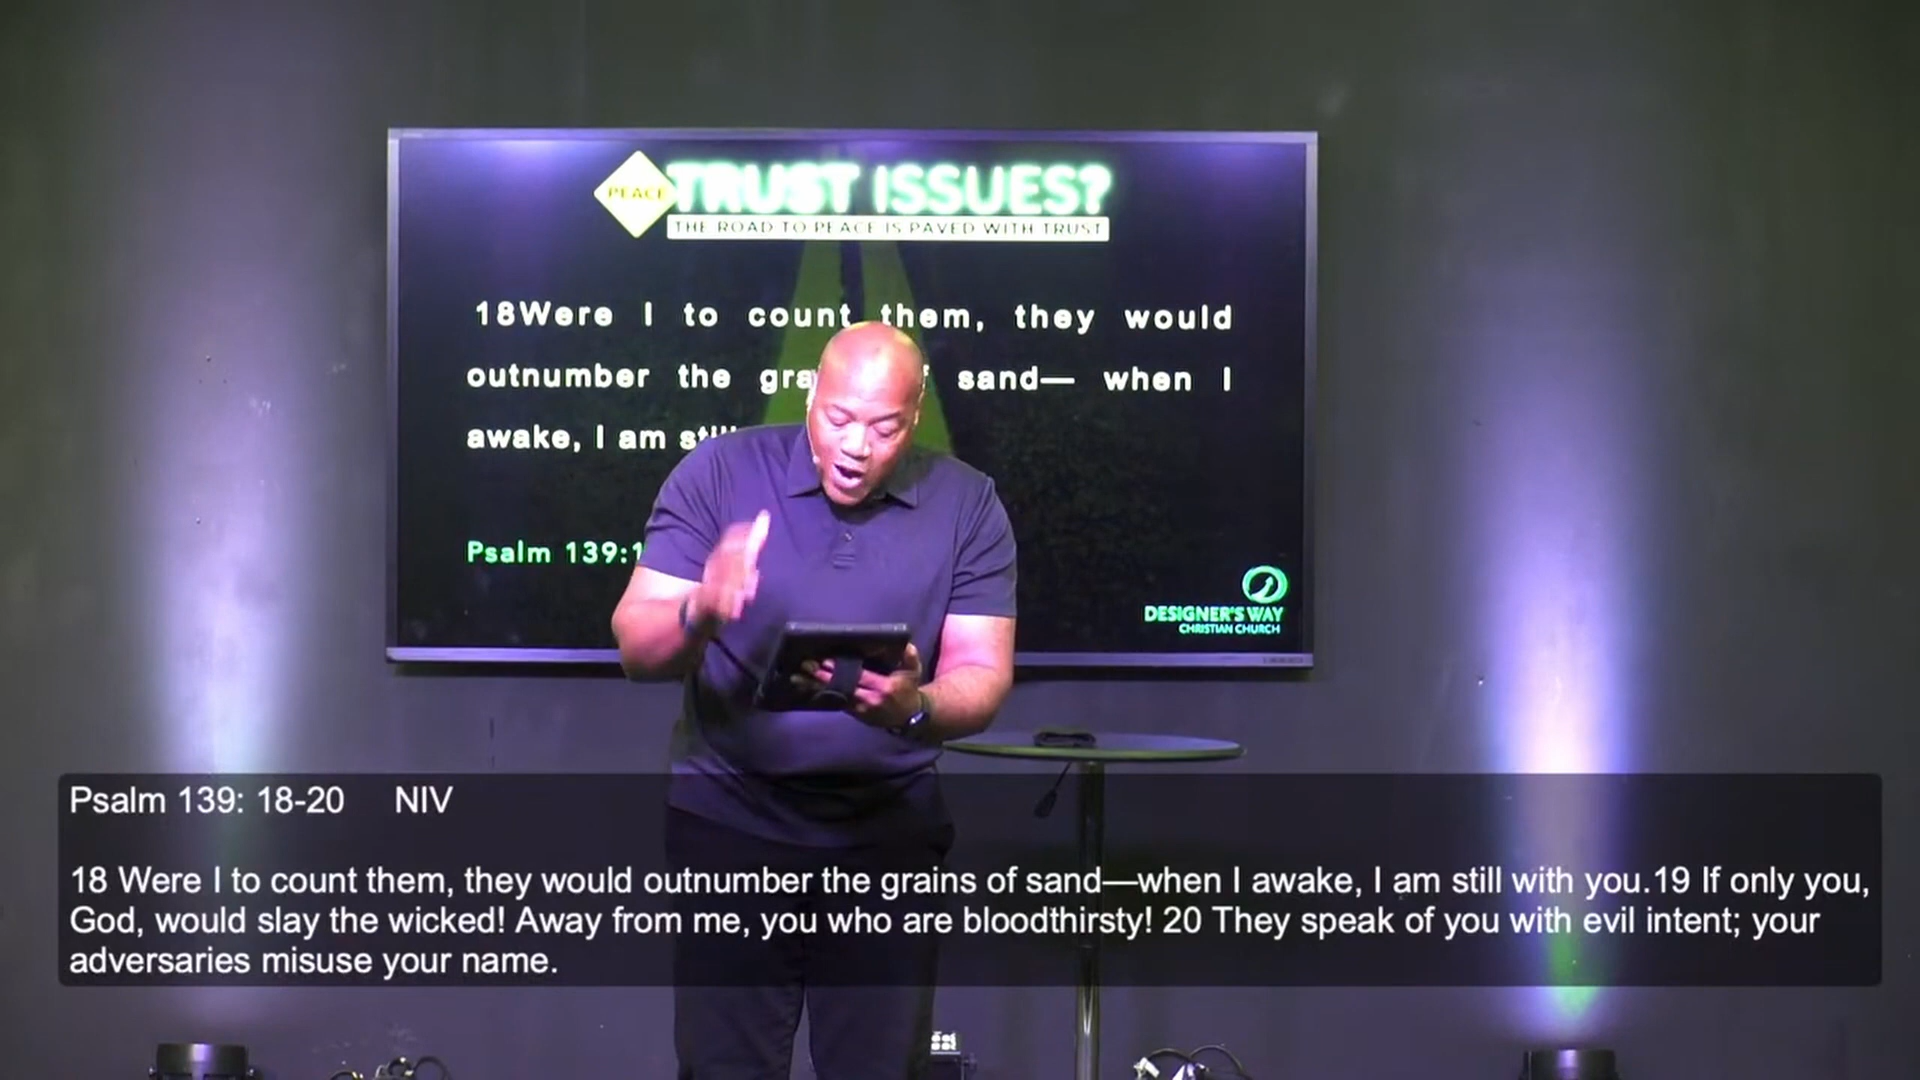 PEACE
TRUST ISSUES?
THE ROAD TO PEACE IS PAVED WITH TRUST
18Were I to count them, they would
outnumber the sand— when I
awake, I am still
Psalm 139:1
DESIGNER'S WAY
CHRISTIAN CHURCH
Psalm 139: 18-20 NIV
18 Were I to count them, they would outnumber the grains of sand—when I awake, I am still with you.19 If only you,
God, would slay the wicked! Away from me, you who are bloodthirsty! 20 They speak of you with evil intent; your
adversaries misuse your name.